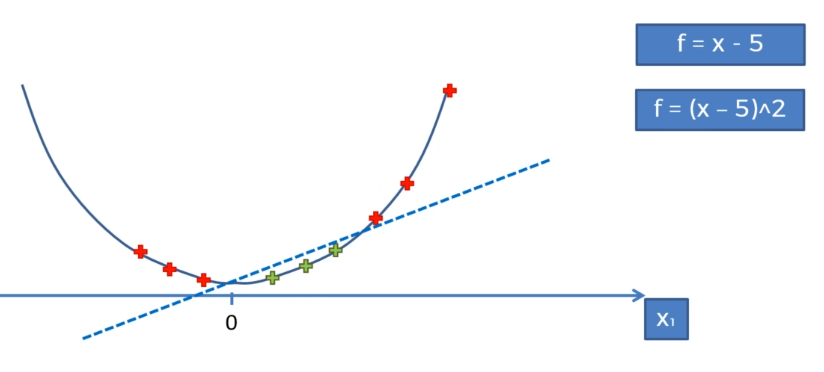 f = x - 5
f = (x – 5)^2
0
x₁